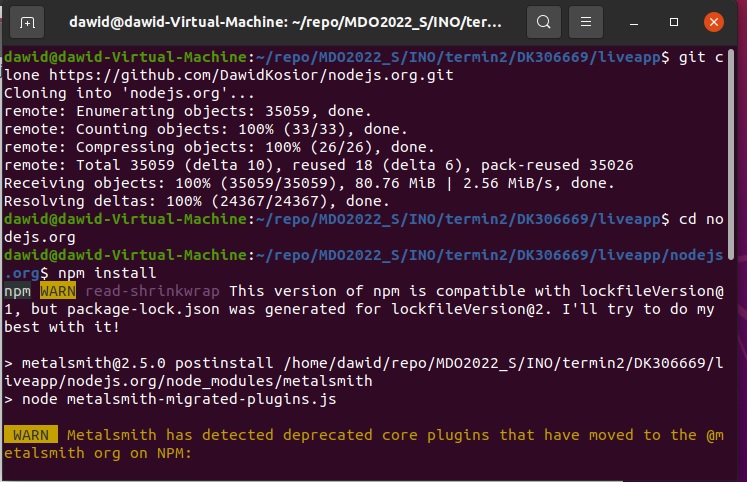 dawid@dawid-Virtual-Machine: ~/repo/MDO2022_S/INO/ter...
dawid@dawid-Virtual-Machine:~/repo/MDO2022_S/INO/termin2/DK306669/liveapp$ git c
lone https://github.com/DawidKosior/nodejs.org.git
Cloning into 'nodejs.org'...
remote: Enumerating objects: 35059, done.
remote: Counting objects: 100% (33/33), done.
remote: Compressing objects: 100% (26/26), done.
remote: Total 35059 (delta 10), reused 18 (delta 6), pack-reused 35026
Receiving objects: 100% (35059/35059), 80.76 MiB | 2.56 MiB/s, done.
Resolving deltas: 100% (24367/24367), done.
dawid@dawid-Virtual-Machine:~/repo/MDO2022_S/INO/termin2/DK306669/liveapp$ cd no
dejs.org
dawid@dawid-Virtual-Machine:~/repo/MDO2022_S/INO/termin2/DK306669/liveapp/nodejs
.org$ npm install
npm WARN read-shrinkwrap This version of npm is compatible with lockfileVersion@
1, but package-lock.json was generated for lockfileVersion@2. I'll try to do my
best with it!
> metalsmith@2.5.0 postinstall /home/dawid/repo/MDO2022_S/INO/termin2/DK306669/l
iveapp/nodejs.org/node_modules/metalsmith
> node metalsmith-migrated-plugins.js
WARN Metalsmith has detected deprecated core plugins that have moved to the @m
etalsmith org on NPM: